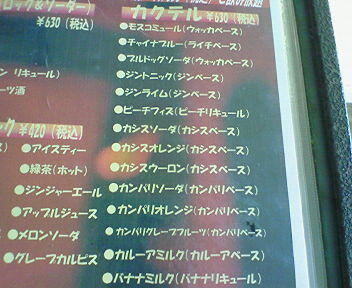 ロック&ソーダー)
¥630(税込)
ン リキュール)
ーツ酒
ク ¥420(税込)
●アイスティー
●緑茶(ホット)
●ジンジャーエール
●アップルジュース
●メロンソーダ
●グレープカルピス
カクテル ¥630(税込)
●モスコミュール(ウォッカベース)
●チャイナブルー(ライチベース)
●ブルドッグソーダ(ウォッカベース)
●ジントニック(ジンベース)
●ジンライム(ジンベース)
●ピーチフィズ(ピーチリキュール)
●カシスソーダ(カシスベース)
●カシスオレンジ(カシスベース)
●カシスウーロン(カシスベース)
●カンパリソーダ(カンパリベース)
●カンパリオレンジ(カンパリベース)
●カンパリグレープフルーツ(カンパリベース)
●カルーアミルク(カルーアベース)
●バナナミルク(バナナリキュール)